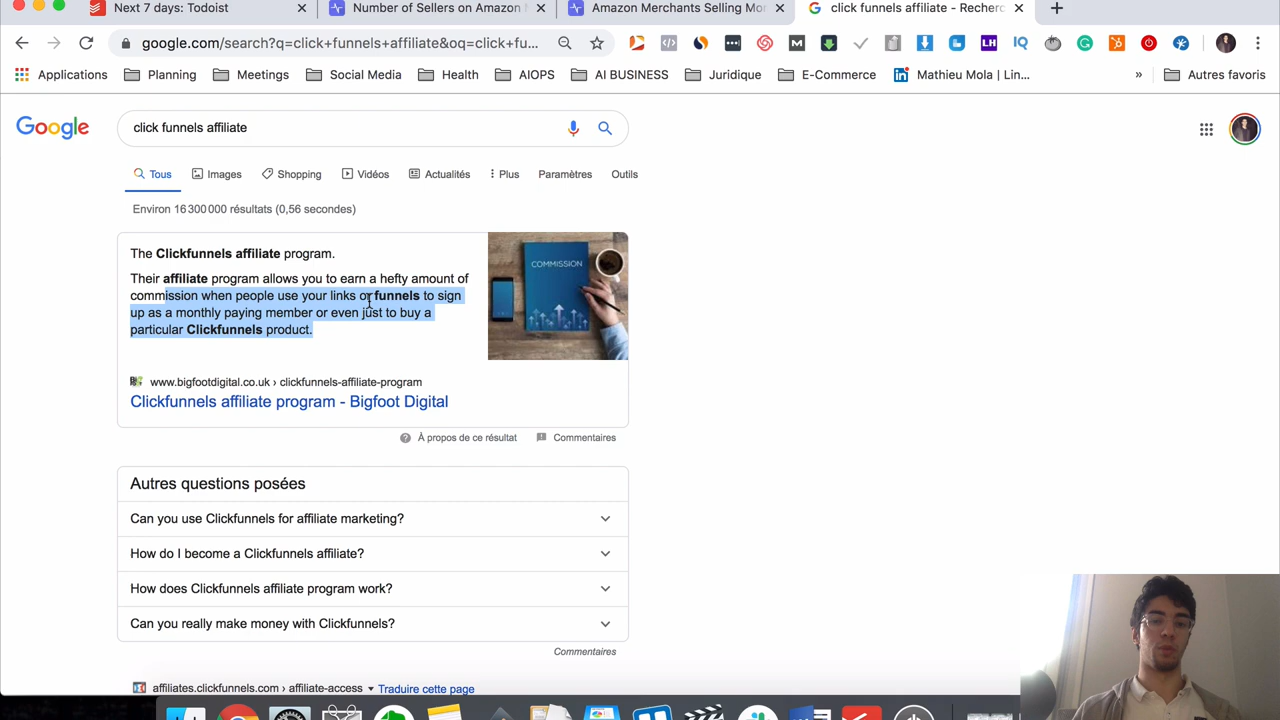 Next 7 days: Todoist
Number of Sellers on Amazon
Amazon Merchants Selling Mo
click funnels affiliate - Recherc
google.com/search?q=click+funnels+affiliate&oq=click+fu...
Applications
Planning
Meetings
Social Media
Health
AIOPS
AI BUSINESS
Juridique
E-Commerce
Mathieu Mola | Lin...
»
Autres favoris
Google
click funnels affiliate
Tous
Images
Shopping
Vidéos
Actualités
Plus
Paramètres
Outils
Environ 16 300 000 résultats (0,56 secondes)
The Clickfunnels affiliate program.
Their affiliate program allows you to earn a hefty amount of
commission when people use your links or funnels to sign
up as a monthly paying member or even just to buy a
particular Clickfunnels product.
COMMISSION
www.bigfootdigital.co.uk › clickfunnels-affiliate-program
Clickfunnels affiliate program - Bigfoot Digital
À propos de ce résultat
Commentaires
Autres questions posées
Can you use Clickfunnels for affiliate marketing?
How do I become a Clickfunnels affiliate?
How does Clickfunnels affiliate program work?
Can you really make money with Clickfunnels?
Commentaires
affiliates.clickfunnels.com › affiliate-access
Traduire cette page